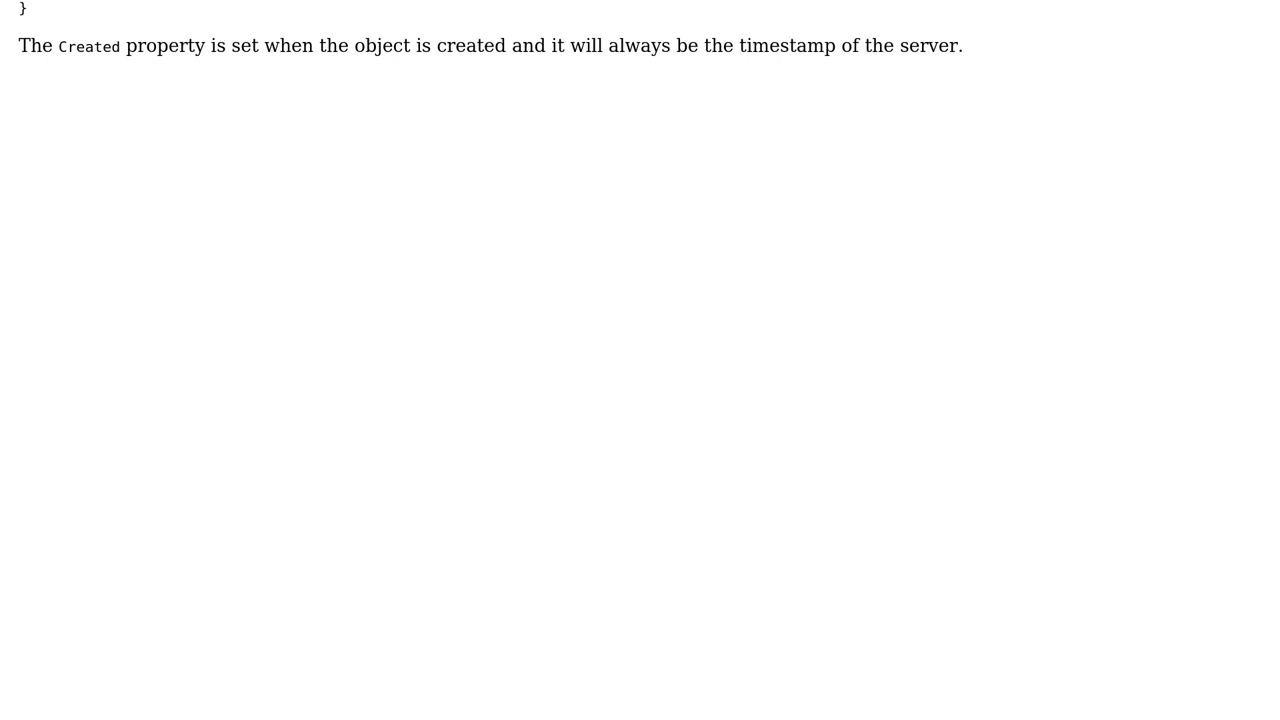 }
The Created property is set when the object is created and it will always be the timestamp of the server.